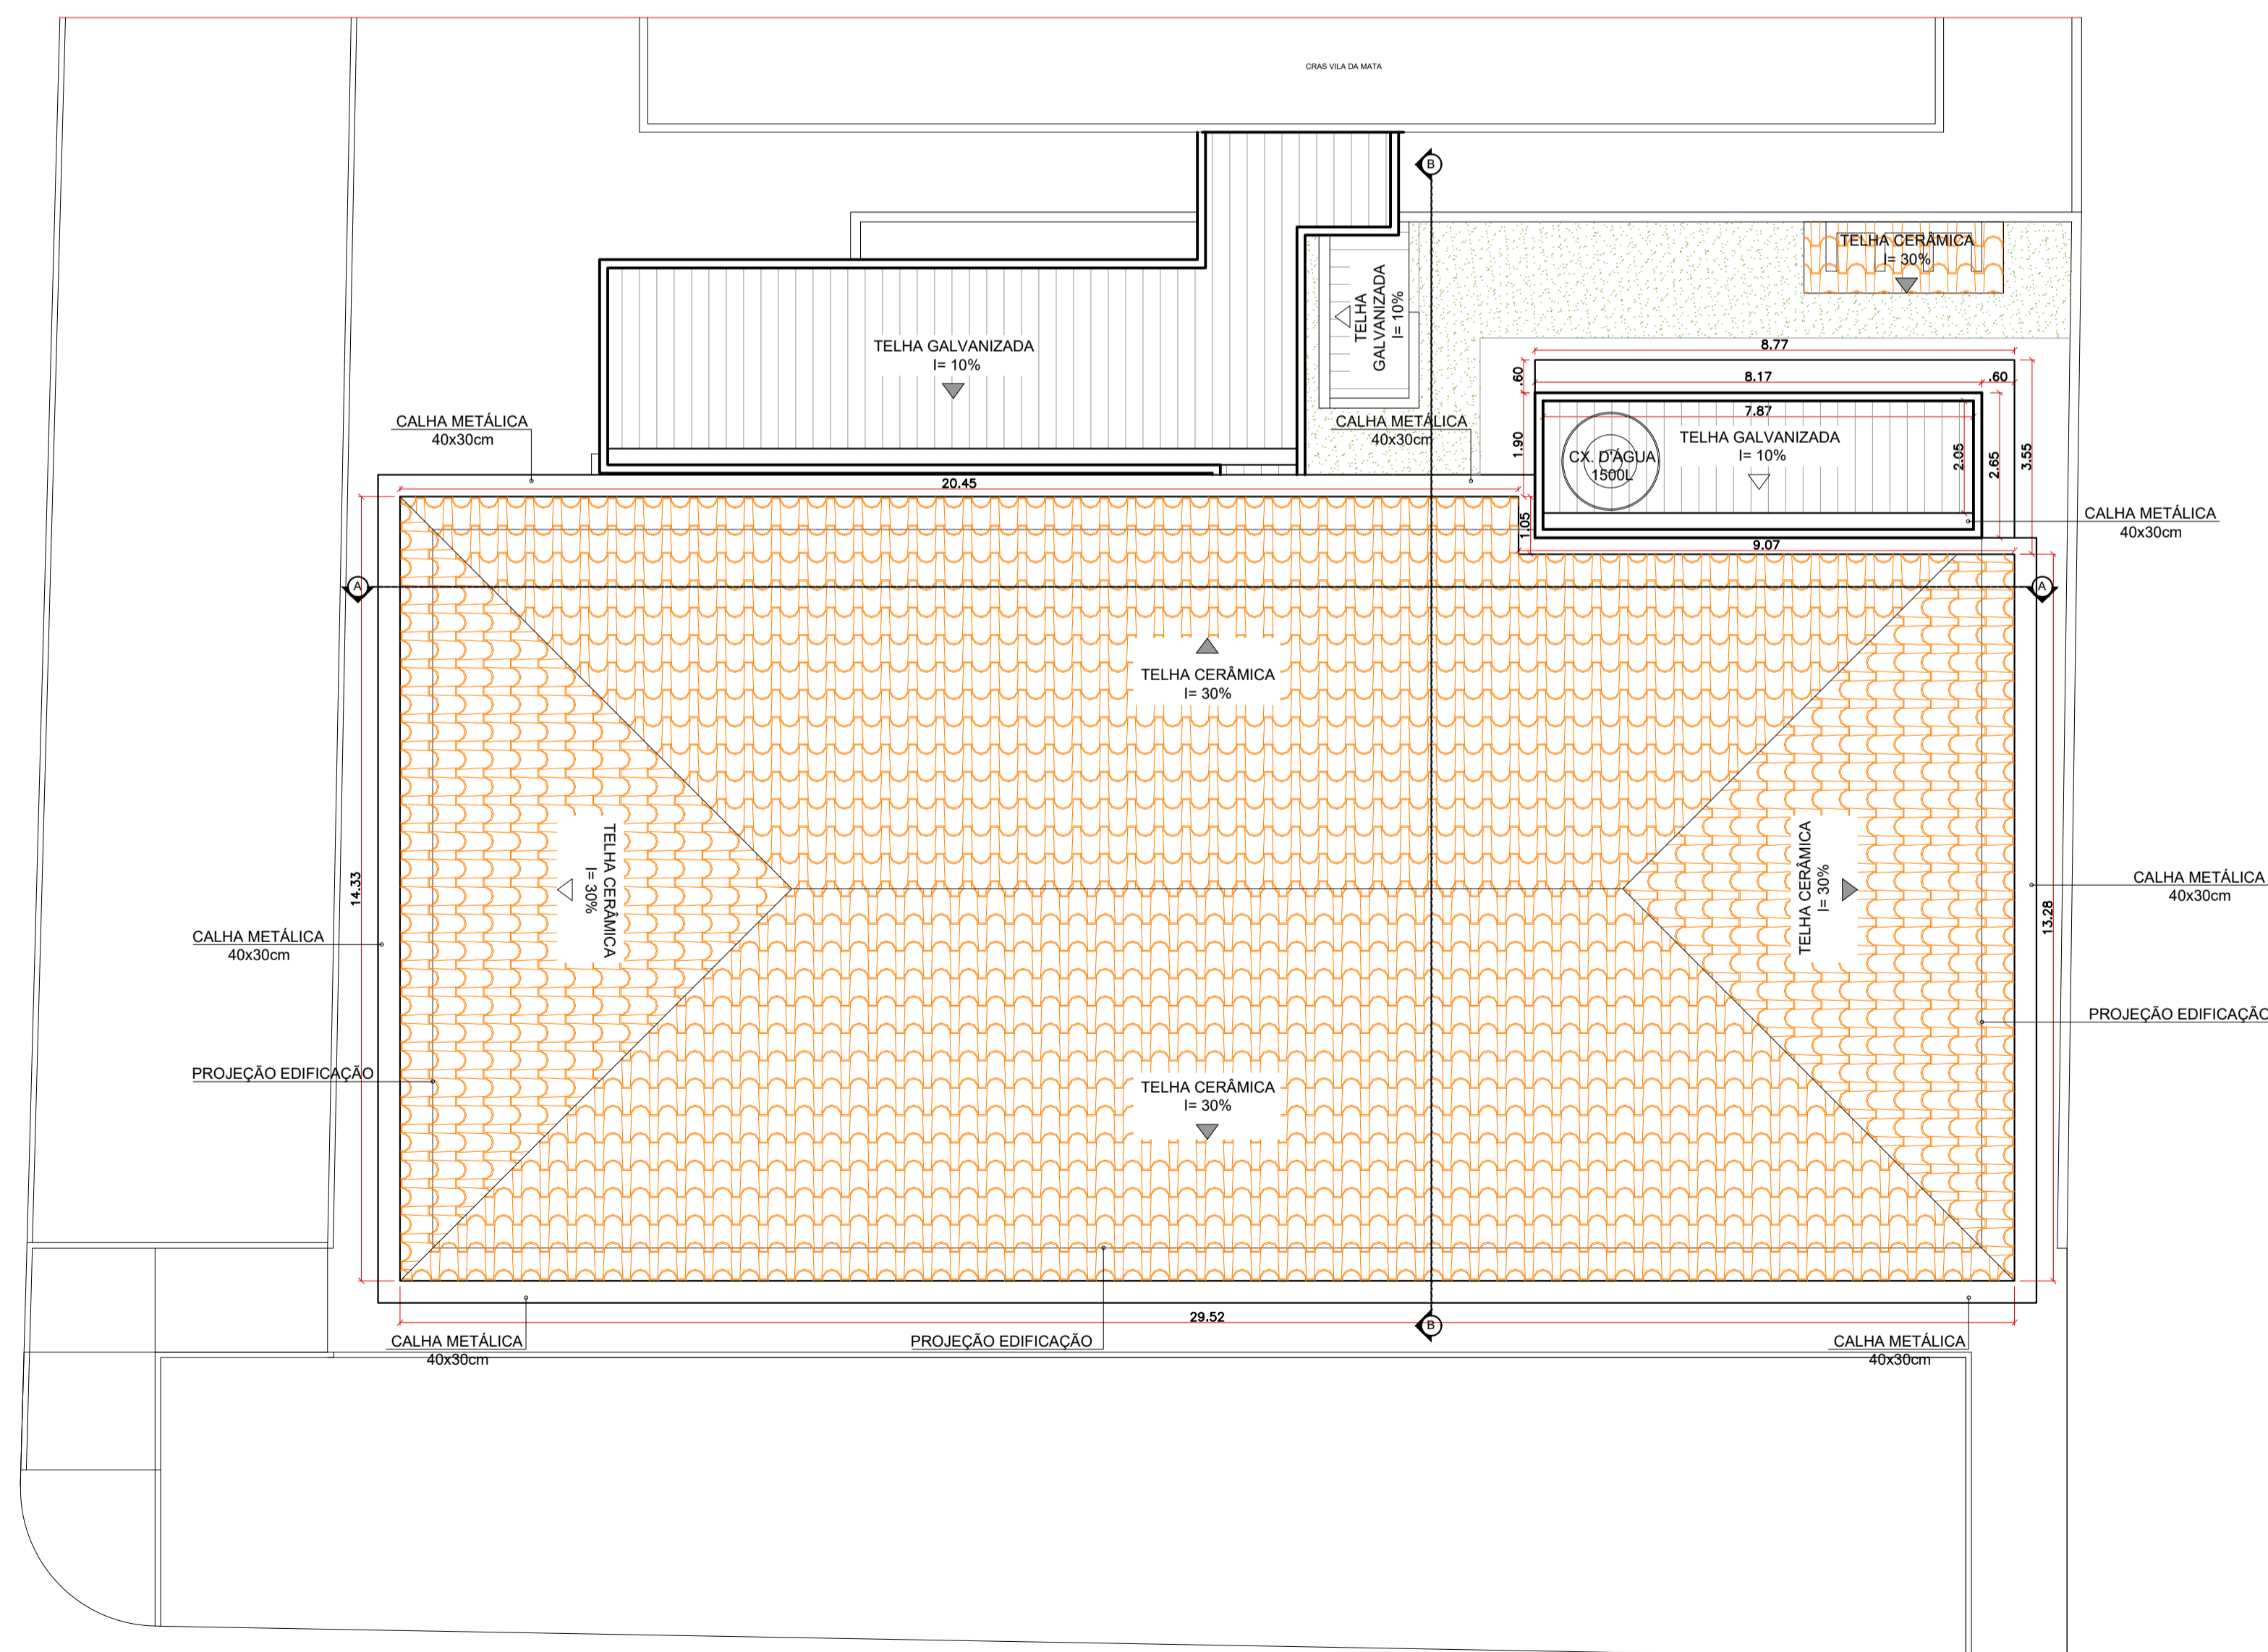 CRAS VILA DA MATA
B
TELHA CERÂMICA
I= 30%
TELHA
GALVANIZADA
I= 10%
TELHA GALVANIZADA
I= 10%
8.77
.60
8.17
.60
CALHA METÁLICA
40x30cm
CALHA METÁLICA
40x30cm
7.87
1.90
TELHA GALVANIZADA
I= 10%
CX. D'ÁGUA
1500L
2.05
2.65
3.55
20.45
CALHA METÁLICA
40x30cm
1.05
9.07
A
A
TELHA CERÂMICA
I= 30%
14.33
TELHA CERÂMICA
I= 30%
TELHA CERÂMICA
I= 30%
CALHA METÁLICA
40x30cm
13.28
CALHA METÁLICA
40x30cm
PROJEÇÃO EDIFICAÇÃO
PROJEÇÃO EDIFICAÇÃO
TELHA CERÂMICA
I= 30%
29.52
B
CALHA METÁLICA
40x30cm
PROJEÇÃO EDIFICAÇÃO
CALHA METÁLICA
40x30cm